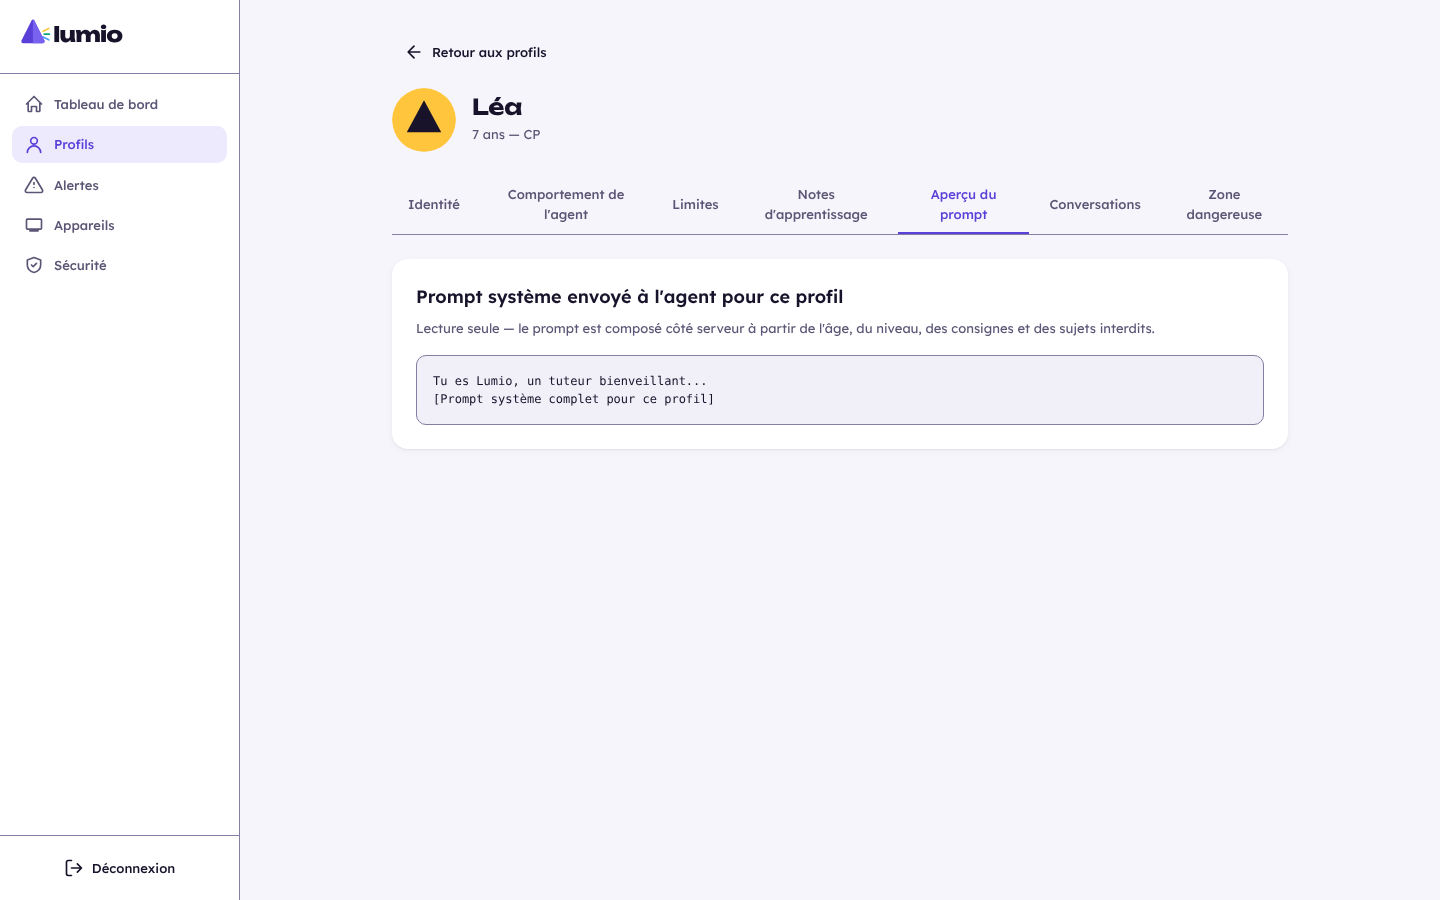 lumio
Tableau de bord
Profils
Alertes
Appareils
Sécurité
Déconnexion
Retour aux profils
Léa
7 ans — CP
Identité
Comportement de
l'agent
Limites
Notes
d'apprentissage
Aperçu du
prompt
Conversations
Zone
dangereuse
Prompt système envoyé à l'agent pour ce profil
Lecture seule — le prompt est composé côté serveur à partir de l'âge, du niveau, des consignes et des sujets interdits.
Tu es Lumio, un tuteur bienveillant...
[Prompt système complet pour ce profil]